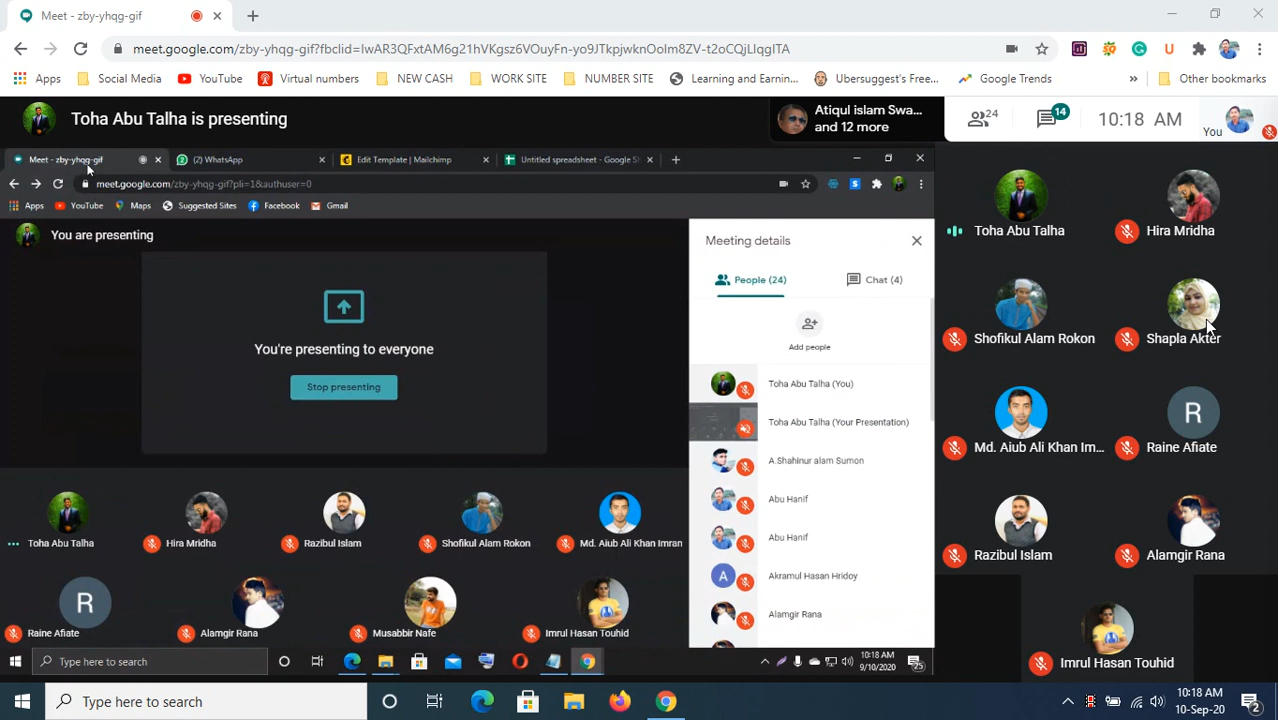 Meet - zby-yhqg-gif
meet.google.com/zby-yhqg-gif?fbclid=IwAR3QFxtAM6g21hVKgsz6VOuyFn-yo9JTkpjwknOolm8ZV-t2oCQjLIqgITA
Apps Social Media YouTube Virtual numbers NEW CASH WORK SITE NUMBER SITE Learning and Earnin... Ubersuggest's Free... Google Trends » Other bookmarks
Toha Abu Talha is presenting
Atiqul islam Swa...
and 12 more
24
14
10:18 AM
You
Meet - zby-yhqg-gif (2) WhatsApp Edit Template | Mailchimp Untitled spreadsheet - Google Sh
meet.google.com/zby-yhqg-gif?pli=1&authuser=0
Apps YouTube Maps Suggested Sites Facebook Gmail
You are presenting
You're presenting to everyone
Stop presenting
Meeting details
People (24) Chat (4)
Add people
Toha Abu Talha (You)
Toha Abu Talha (Your Presentation)
A.Shahinur alam Sumon
Abu Hanif
Abu Hanif
A Akramul Hasan Hridoy
Alamgir Rana
Toha Abu Talha Hira Mridha Razibul Islam Shofikul Alam Rokon Md. Aiub Ali Khan Imran
R
Raine Afiate Alamgir Rana Musabbir Nafe Imrul Hasan Touhid
Type here to search
10:18 AM
9/10/2020
25
Toha Abu Talha Hira Mridha
Shofikul Alam Rokon Shapla Akter
R
Md. Aiub Ali Khan Im... Raine Afiate
Razibul Islam Alamgir Rana
Imrul Hasan Touhid
Type here to search
10:18 AM
10-Sep-20
2